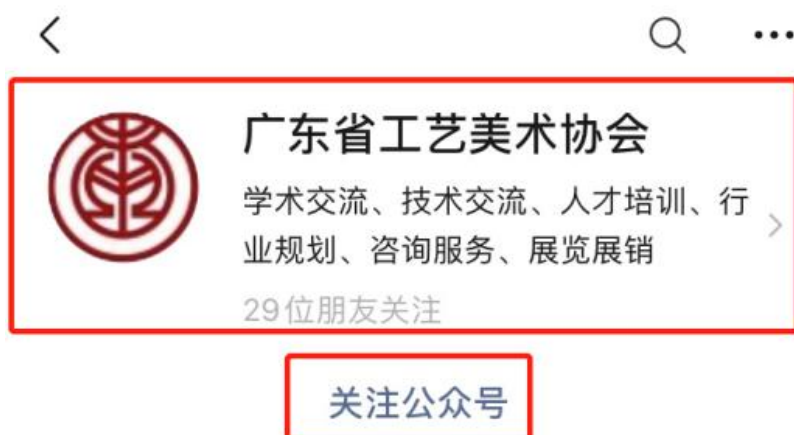 广东省工艺美术协会
学术交流、技术交流、人才培训、行
业规划、咨询服务、展览展销
29位朋友关注
关注公众号